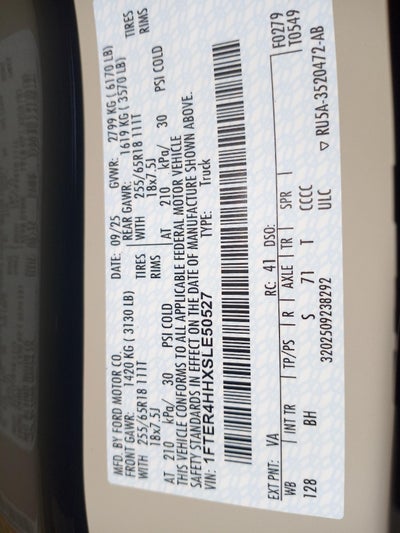 MFD. BY FORD MOTOR CO.
DATE: 09/25 GVWR: 2799 KG ( 6170 LB)
FRONT GAWR: 1420 KG ( 3130 LB) REAR GAWR: 1619 KG ( 3570 LB)
WITH 255/65R18 111T TIRES WITH 255/65R18 111T TIRES
18x7.5J RIMS 18x7.5J RIMS
AT 210 kPa/ 30 PSI COLD AT 210 kPa/ 30 PSI COLD
THIS VEHICLE CONFORMS TO ALL APPLICABLE FEDERAL MOTOR VEHICLE
SAFETY STANDARDS IN EFFECT ON THE DATE OF MANUFACTURE SHOWN ABOVE.
VIN: 1FTER4HHXSLE50527 TYPE: Truck
F0279
T0549
EXT PNT: VA RC: 41 DSO:
WB | INT TR | TP/PS | R | AXLE | TR | SPR |
128 BH S 71 T CCCC
3202509238292 ULC
▽ RU5A-3520472-AB